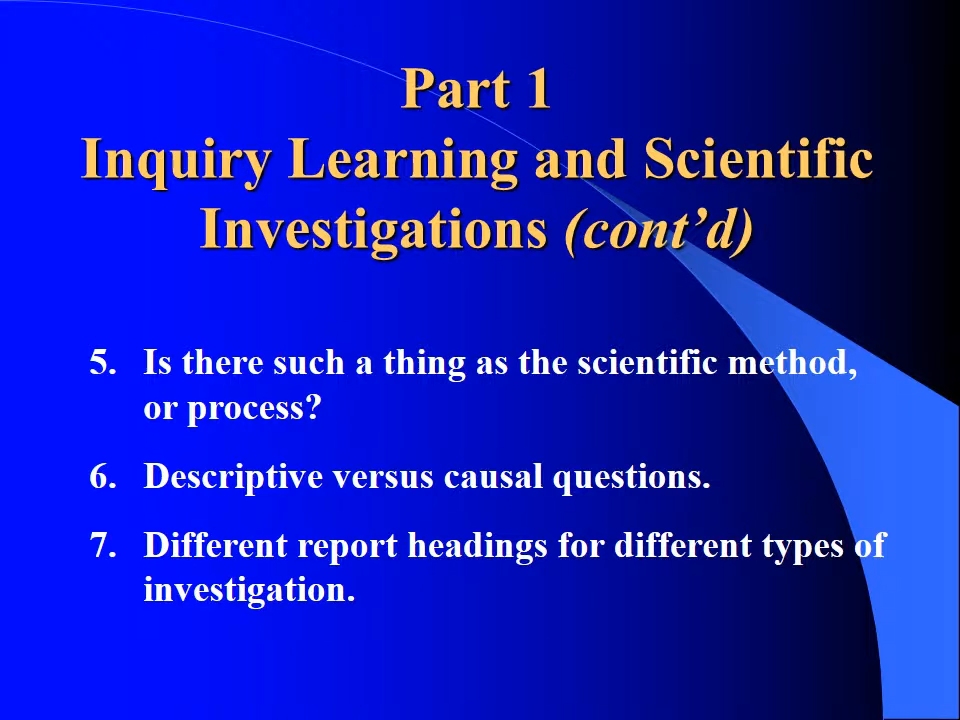 Part 1
Inquiry Learning and Scientific
Investigations (cont’d)
5. Is there such a thing as the scientific method,
or process?
6. Descriptive versus causal questions.
7. Different report headings for different types of
investigation.